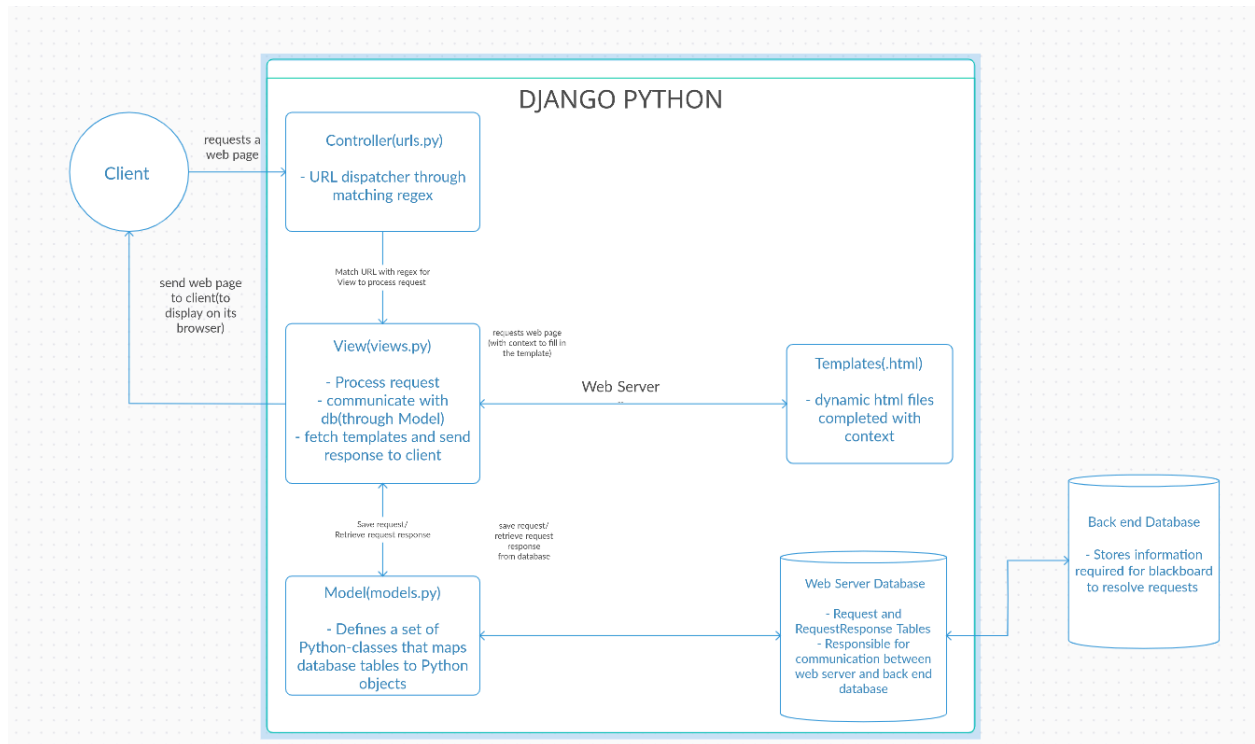 DJANGO PYTHON
Client
requests a
web page
Controller(urls.py)
- URL dispatcher through
matching regex
Match URL with regex for
View to process request
send web page
to client(to
display on its
browser)
View(views.py)
- Process request
- communicate with
db(through Model)
- fetch templates and send
response to client
requests web page
(with context to fill in
the template)
Web Server
..
Templates(.html)
- dynamic html files
completed with
context
Save request/
Retrieve request response
save request/
retrieve request
response
from database
Model(models.py)
- Defines a set of
Python-classes that maps
database tables to Python
objects
Web Server Database
- Request and
RequestResponse Tables
- Responsible for
communication between
web server and back end
database
Back end Database
- Stores information
required for blackboard
to resolve requests